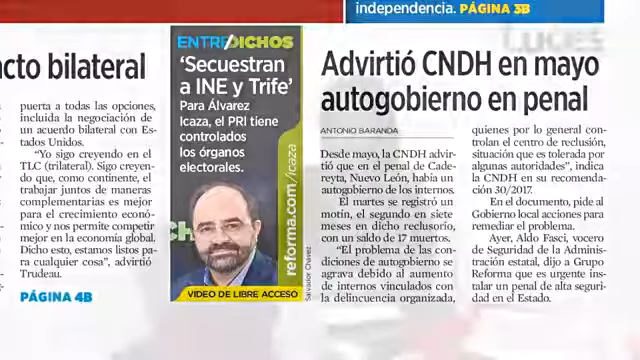 independencia. PÁGINA 3B
acto bilateral
puerta a todas las opciones,
incluida la negociación de
un acuerdo bilateral con Es-
tados Unidos.
“Yo sigo creyendo en el
TLC (trilateral). Sigo creyen-
do que, como continente, el
trabajar juntos de maneras
complementarias es mejor
para el crecimiento econó-
mico y nos permite competir
mejor en la economía global.
Dicho esto, estamos listos pa-
ra cualquier cosa”, advirtió
Trudeau.
PÁGINA 4B
ENTRE/DICHOS
‘Secuestran
a INE y Trife’
Para Álvarez
Icaza, el PRI tiene
controlados
los órganos
electorales.
reforma.com/icaza
VIDEO DE LIBRE ACCESO
Salvador Chávez
Advirtió CNDH en mayo
autogobierno en penal
ANTONIO BARANDA
Desde mayo, la CNDH advir-
tió que en el penal de Cade-
reyta, Nuevo León, había un
autogobierno de los internos.
El martes se registró un
motín, el segundo en siete
meses en dicho reclusorio,
con un saldo de 17 muertos.
“El problema de las con-
diciones de autogobierno se
agrava debido al aumento
de internos vinculados con
la delincuencia organizada,
quienes por lo general contro-
lan el centro de reclusión,
situación que es tolerada por
algunas autoridades”, indica
la CNDH en su recomenda-
ción 30/2017.
En el documento, pide al
Gobierno local acciones para
remediar el problema.
Ayer, Aldo Fasci, vocero
de Seguridad de la Adminis-
tración estatal, dijo a Grupo
Reforma que es urgente ins-
talar un penal de alta seguri-
dad en el Estado.